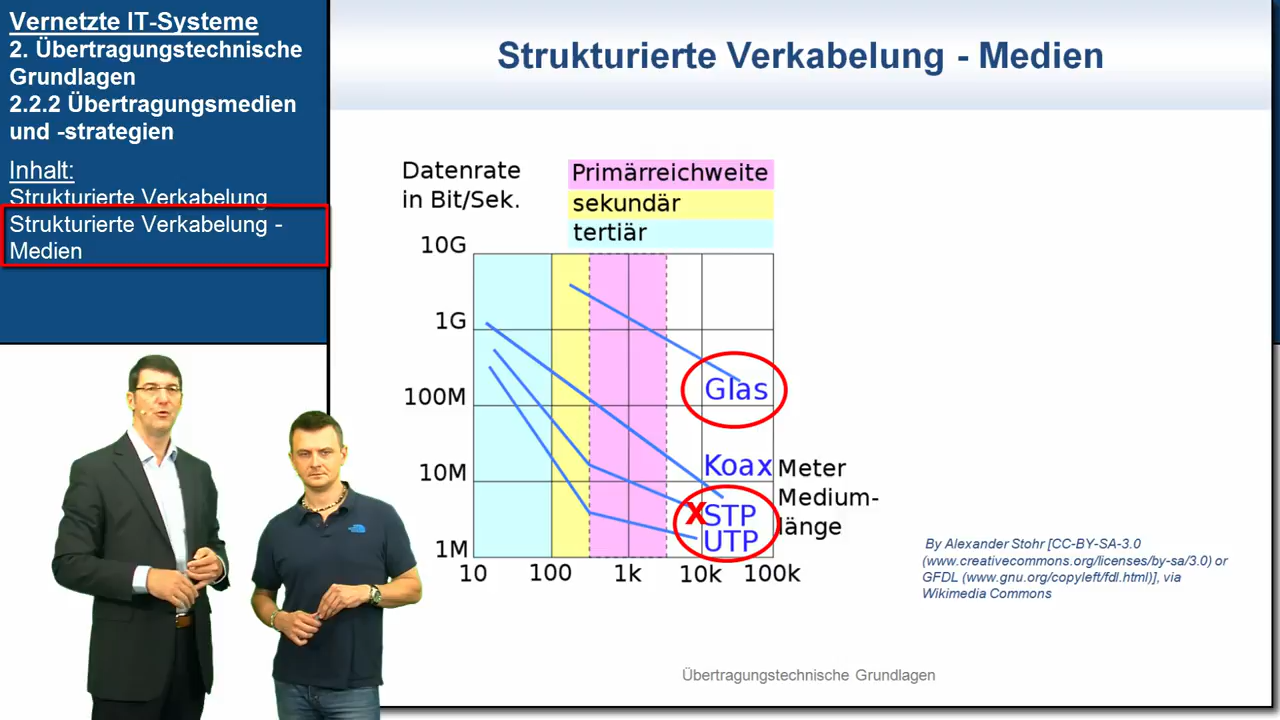 Vernetzte IT-Systeme
2. Übertragungstechnische
Grundlagen
2.2.2 Übertragungsmedien
und -strategien
Inhalt:
Strukturierte Verkabelung
Strukturierte Verkabelung -
Medien
Strukturierte Verkabelung - Medien
Datenrate
in Bit/Sek.
Primärreichweite
sekundär
tertiär
10G
1G
100M
10M
1M
10 100 1k 10k 100k
Glas
Koax
X STP
UTP
Meter
Medium-
länge
By Alexander Stohr [CC-BY-SA-3.0
(www.creativecommons.org/licenses/by-sa/3.0) or
GFDL (www.gnu.org/copyleft/fdl.html)], via
Wikimedia Commons
Übertragungstechnische Grundlagen